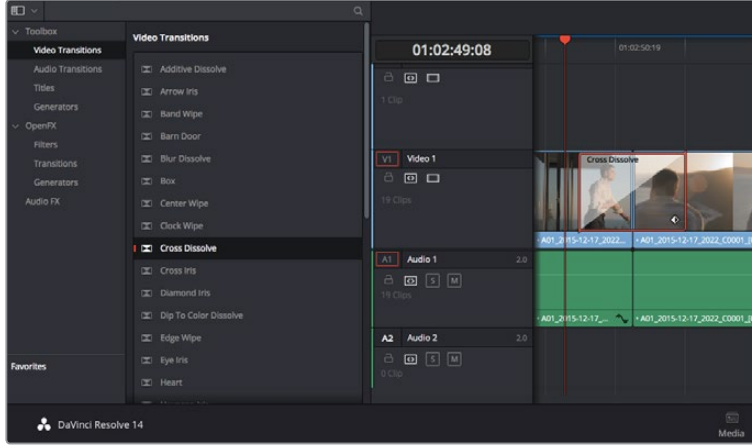 Toolbox
Video Transitions
Audio Transitions
Titles
Generators
OpenFX
Filters
Transitions
Generators
Audio FX
Favorites
Video Transitions
Additive Dissolve
Arrow Iris
Band Wipe
Barn Door
Blur Dissolve
Box
Center Wipe
Clock Wipe
Cross Dissolve
Cross Iris
Diamond Iris
Dip To Color Dissolve
Edge Wipe
Eye Iris
Heart
01:02:49:08
1 Clip
V1 Video 1
19 Clips
A1 Audio 1 2.0
S M
19 Clips
A2 Audio 2 2.0
S M
0 Clip
01:02:50:19
Cross Dissolve
A01_2015-12-17_2022... A01_2015-12-17_2022_C0001_[
A01_2015-12-17_... A01_2015-12-17_2022_C0001_[
DaVinci Resolve 14
Media